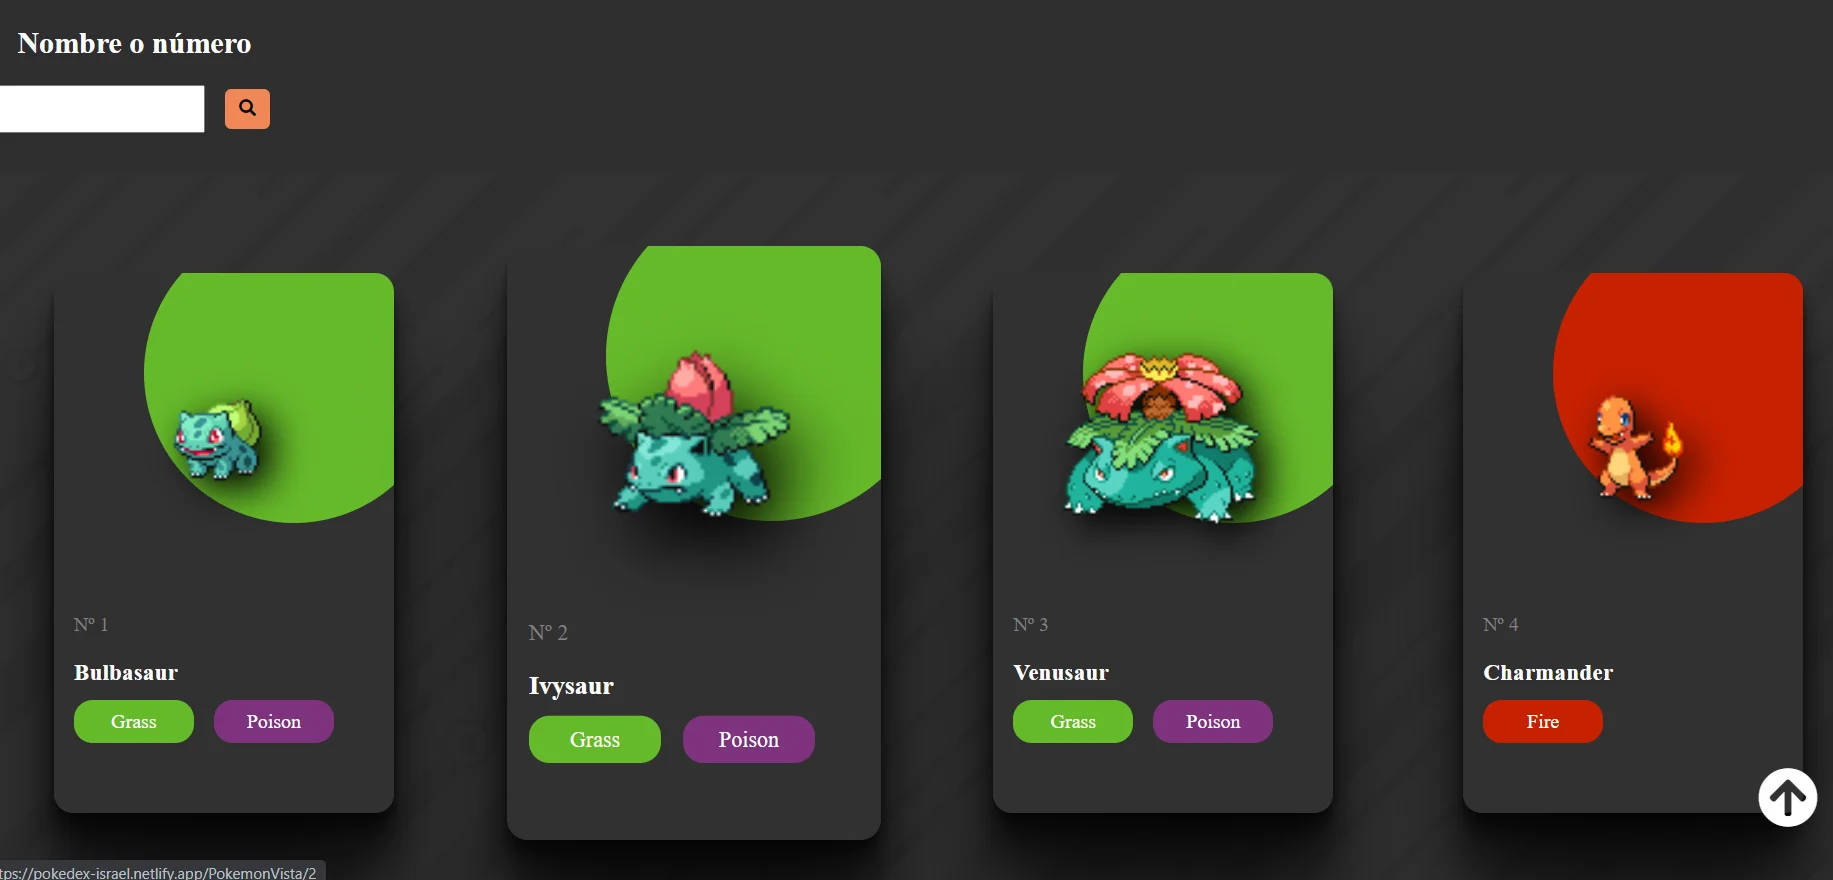 Nombre o número
Nº 1
Bulbasaur
Grass Poison
Nº 2
Ivysaur
Grass Poison
Nº 3
Venusaur
Grass Poison
Nº 4
Charmander
Fire
tps://pokedex-israel.netlify.app/PokemonVista/2